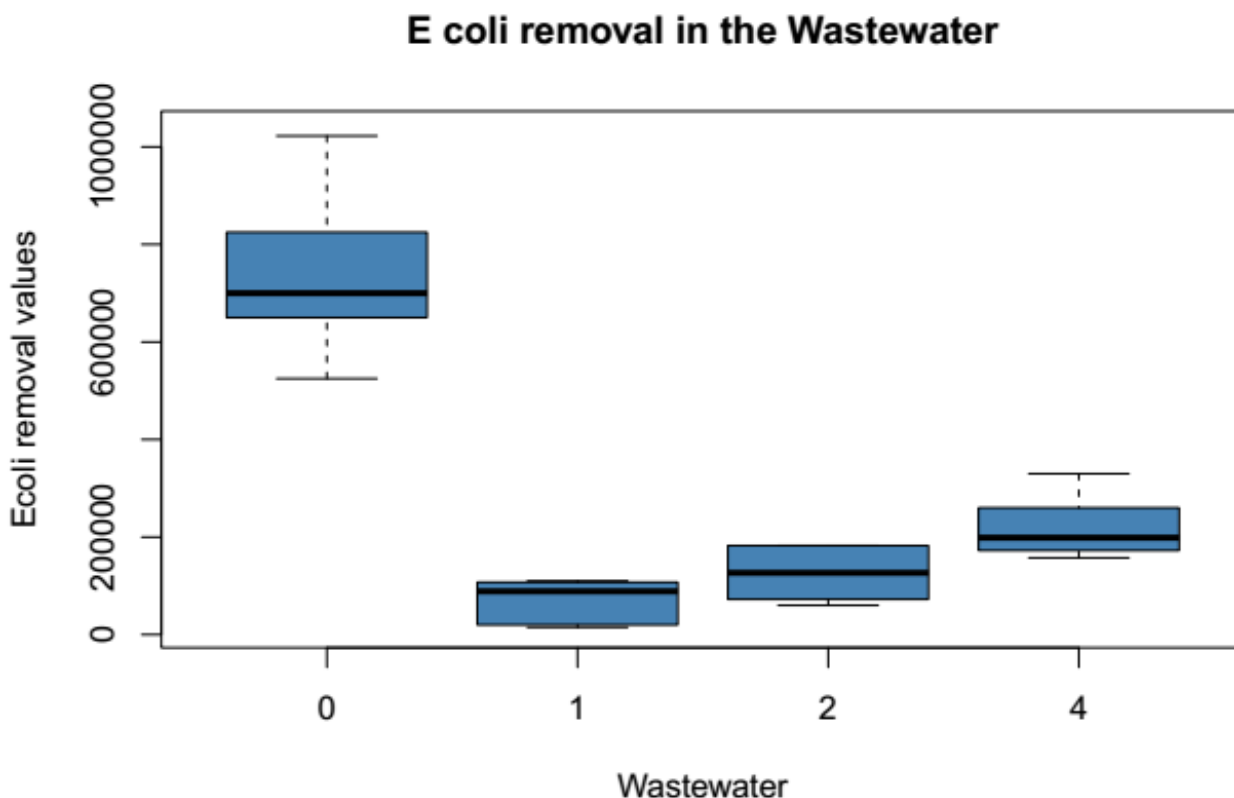 E coli removal in the Wastewater
Ecoli removal values
1000000
600000
200000
0
0 1 2 4
Wastewater